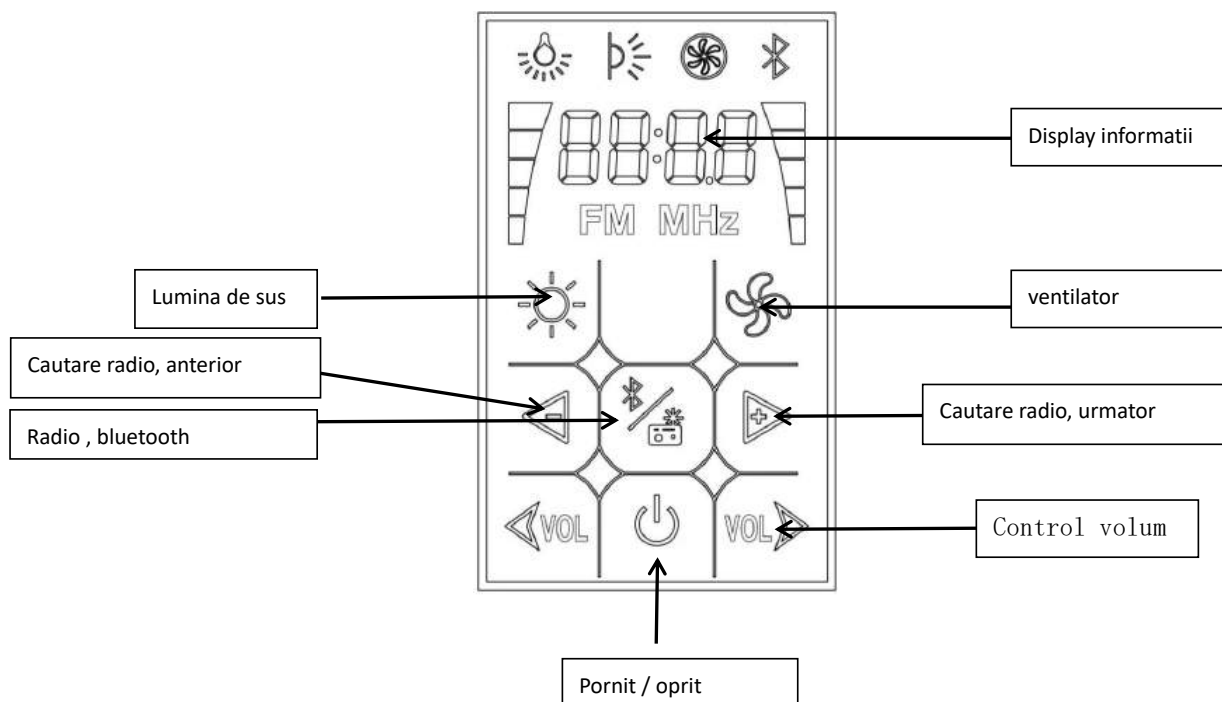 88:8.8
FM MHz
Display informatii
Lumina de sus
ventilator
Cautare radio, anterior
Radio , bluetooth
Cautare radio, urmator
VOL
VOL
Control volum
Pornit / oprit